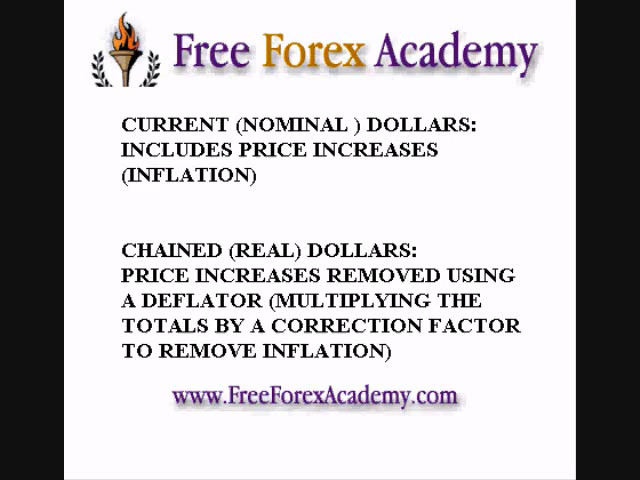 Free Forex Academy
CURRENT (NOMINAL ) DOLLARS:
INCLUDES PRICE INCREASES
(INFLATION)
CHAINED (REAL) DOLLARS:
PRICE INCREASES REMOVED USING
A DEFLATOR (MULTIPLYING THE
TOTALS BY A CORRECTION FACTOR
TO REMOVE INFLATION)
www.FreeForexAcademy.com